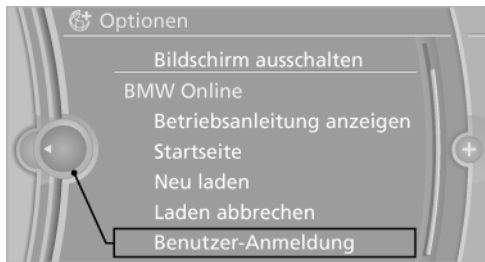 Optionen
Bildschirm ausschalten
BMW Online
Betriebsanleitung anzeigen
Startseite
Neu laden
Laden abbrechen
Benutzer-Anmeldung